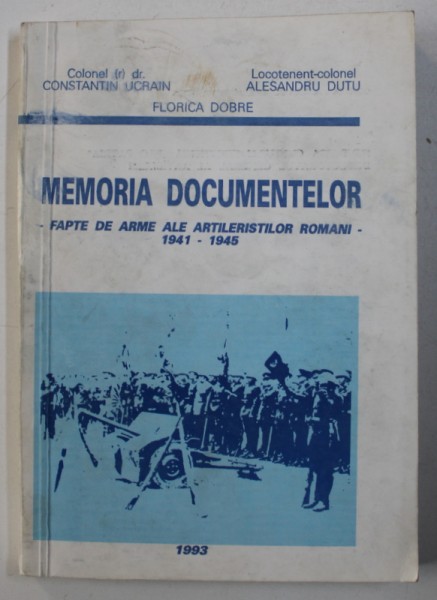 Colonel (r) dr.
CONSTANTIN UCRAIN
Locotenent-colonel
ALESANDRU DUTU
FLORICA DOBRE
MEMORIA DOCUMENTELOR
- FAPTE DE ARME ALE ARTILERISTILOR ROMANI -
1941 - 1945
1993